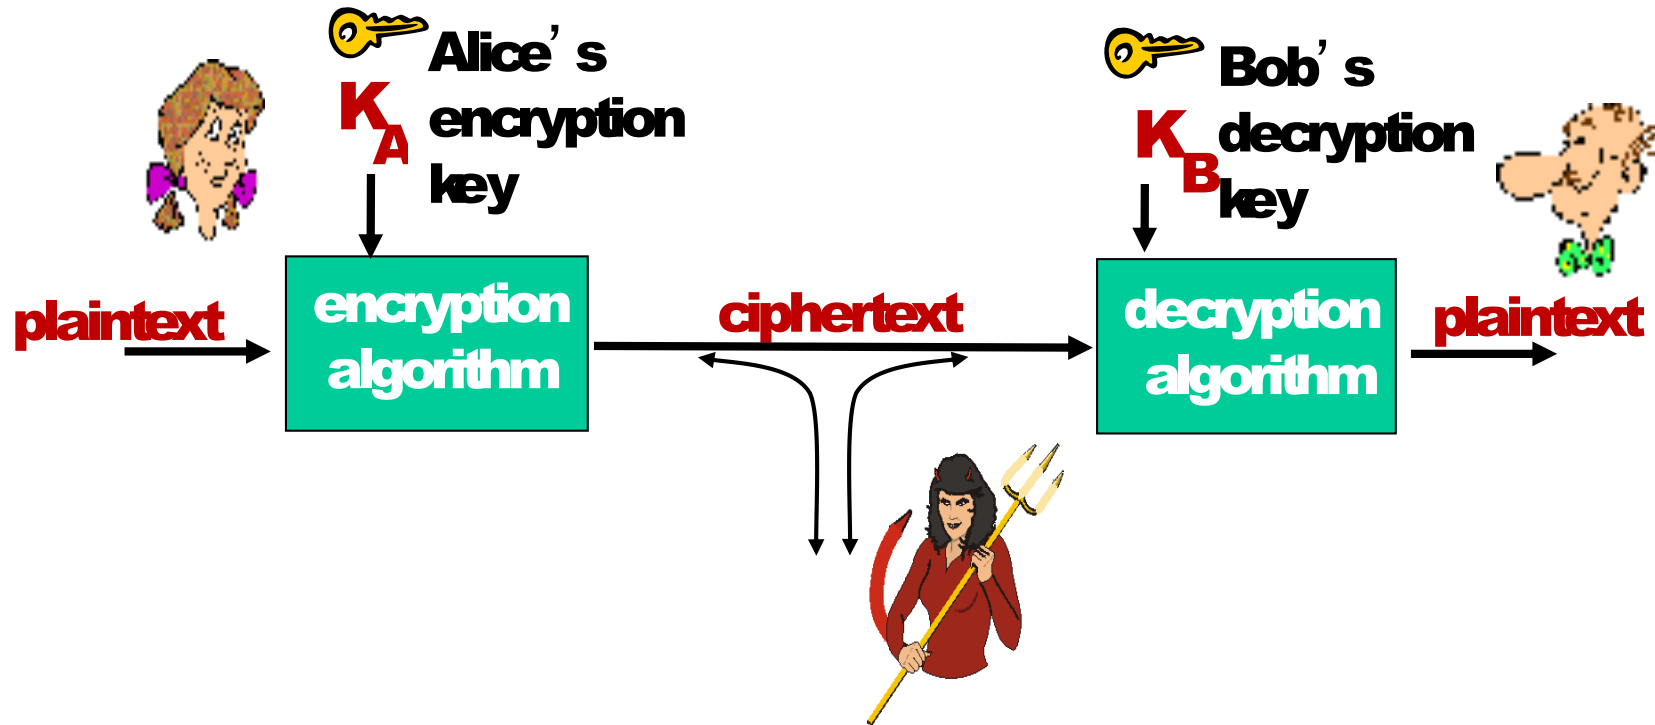 Alice’s
encryption
key
K
A
Bob’s
decryption
key
K
B
plaintext
encryption
algorithm
ciphertext
decryption
algorithm
plaintext